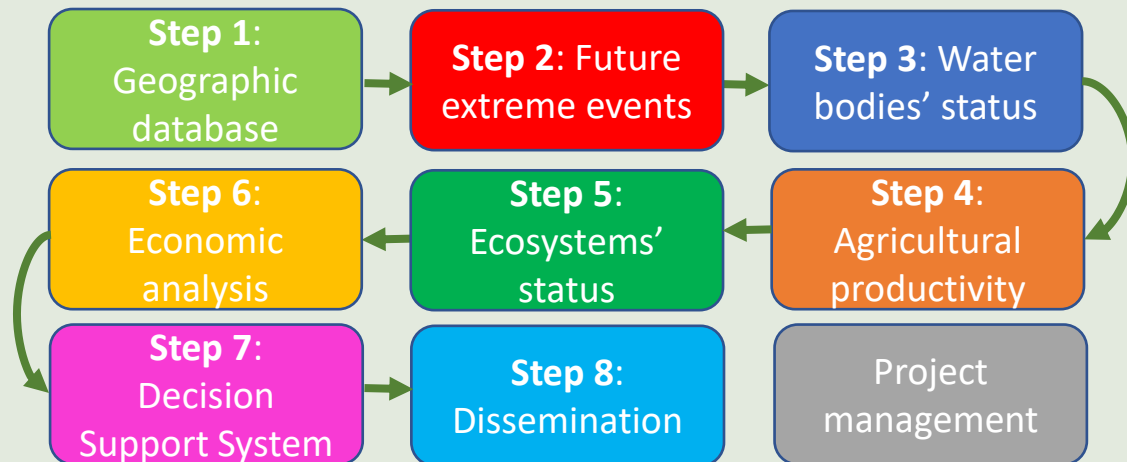 Step 1:
Geographic
database
Step 2: Future
extreme events
Step 3: Water
bodies’ status
Step 4:
Agricultural
productivity
Step 5:
Ecosystems’
status
Step 6:
Economic
analysis
Step 7:
Decision
Support System
Step 8:
Dissemination
Project
management